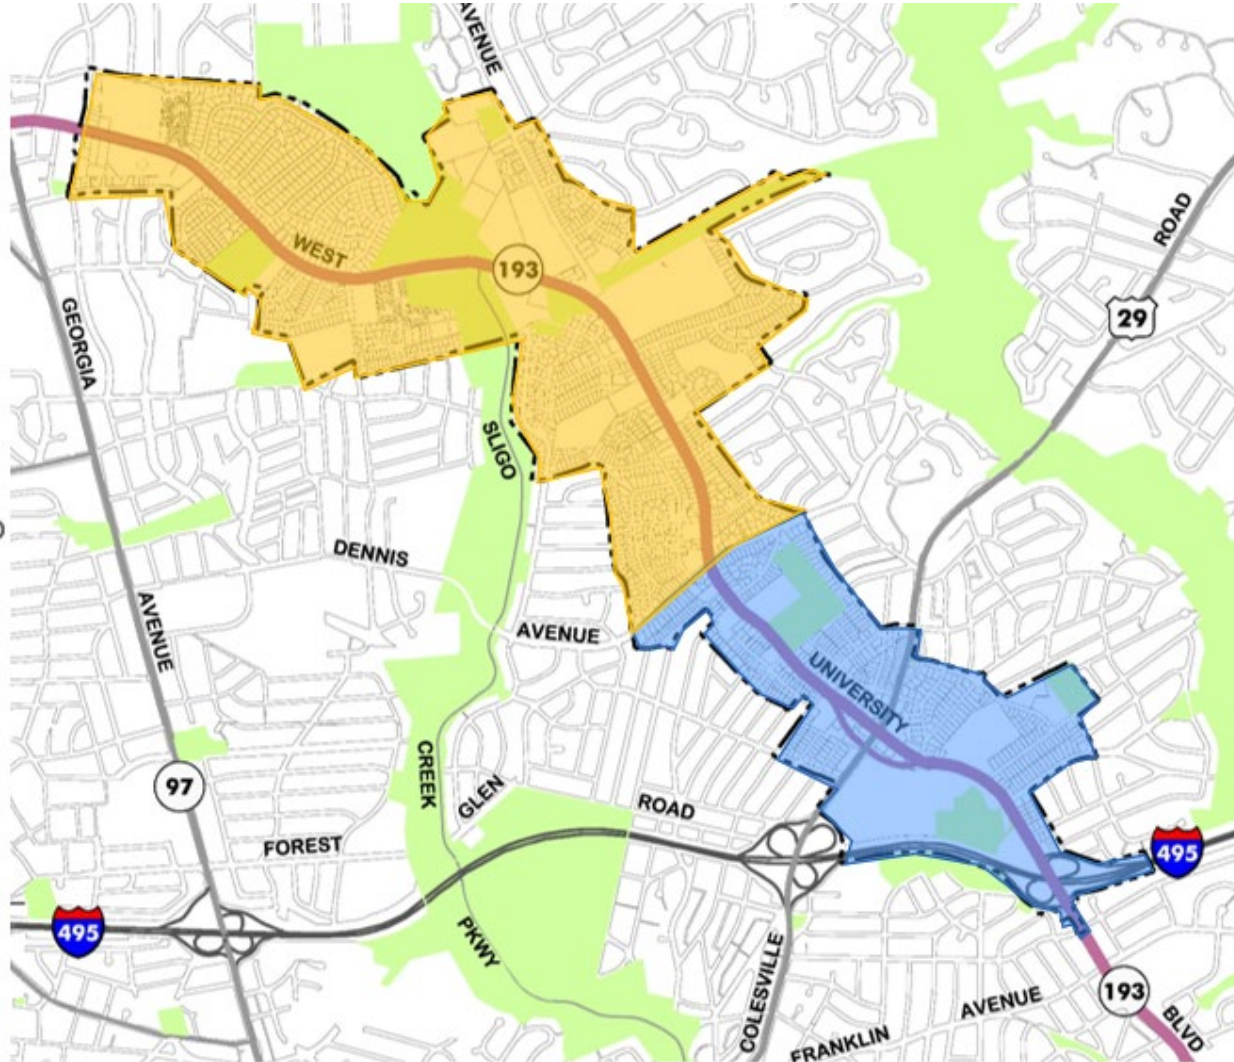 AVENUE
WEST
193
ROAD
29
GEORGIA
SLIGO
DENNIS
AVENUE
AVENUE
UNIVERSITY
CREEK
97
GLEN
ROAD
FOREST
495
495
PKWY
COLESVILLE
193
AVENUE
FRANKLIN
BLVD